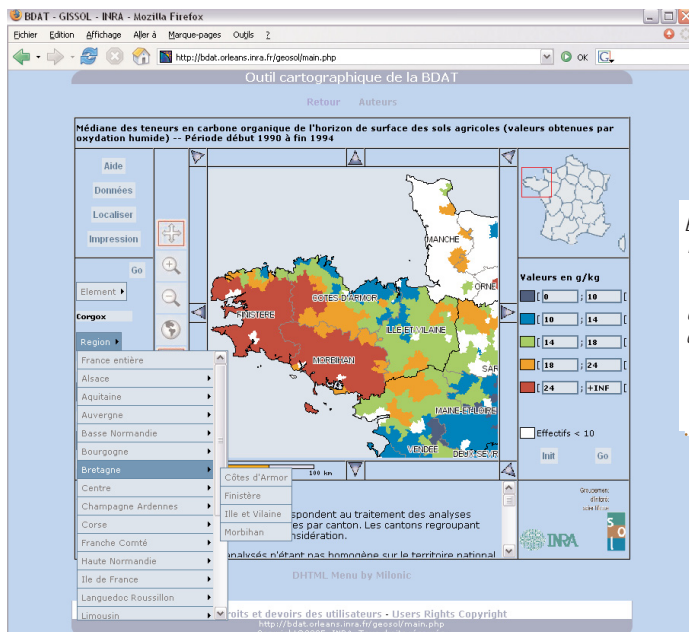 BDAT - GISSOL - INRA - Mozilla Firefox
Fichier Edition Affichage Aller à Marque-pages Outils ?
http://bdat.orleans.inra.fr/geosol/main.php
OK
Outil cartographique de la BDAT
Retour Auteurs
Médiane des teneurs en carbone organique de l'horizon de surface des sols agricoles (valeurs obtenues par
oxydation humide) -- Période début 1990 à fin 1994
Aide
Données
Localiser
Impression
Go
Element
Corgox
Region
France entière
Alsace
Aquitaine
Auvergne
Basse Normandie
Bourgogne
Bretagne
Centre
Champagne Ardennes
Corse
Franche Comté
Haute Normandie
Ile de France
Languedoc Roussillon
Limousin
Côtes d'Armor
Finistère
Ille et Vilaine
Morbihan
MANCHE
ORNE
COTES D'ARMOR
FINISTERE
ILLE ET VILAINE
MORBIHAN
SAR
MAINE-E
LOIRE
VENDEE
DEUX-SEVR
100 km
Valeurs en g/kg
[ 0 ; 10 [
[ 10 ; 14 [
[ 14 ; 18 [
[ 18 ; 24 [
[ 24 ; +INF [
Effectifs < 10
Init Go
spondent au traitement des analyses
es par canton. Les cantons regroupant
nsidération.
analysés n'étant pas homogène sur le territoire national
Groupement
d'intérêt
scientifique
INRA
sol
DHTML Menu by Milonic
roits et devoirs des utilisateurs - Users Rights Copyright
http://bdat.orleans.inra.fr/geosol/main.php